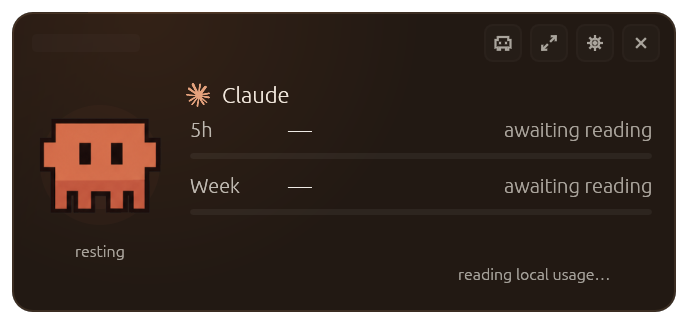 Claude
5h — awaiting reading
Week — awaiting reading
resting
reading local usage…